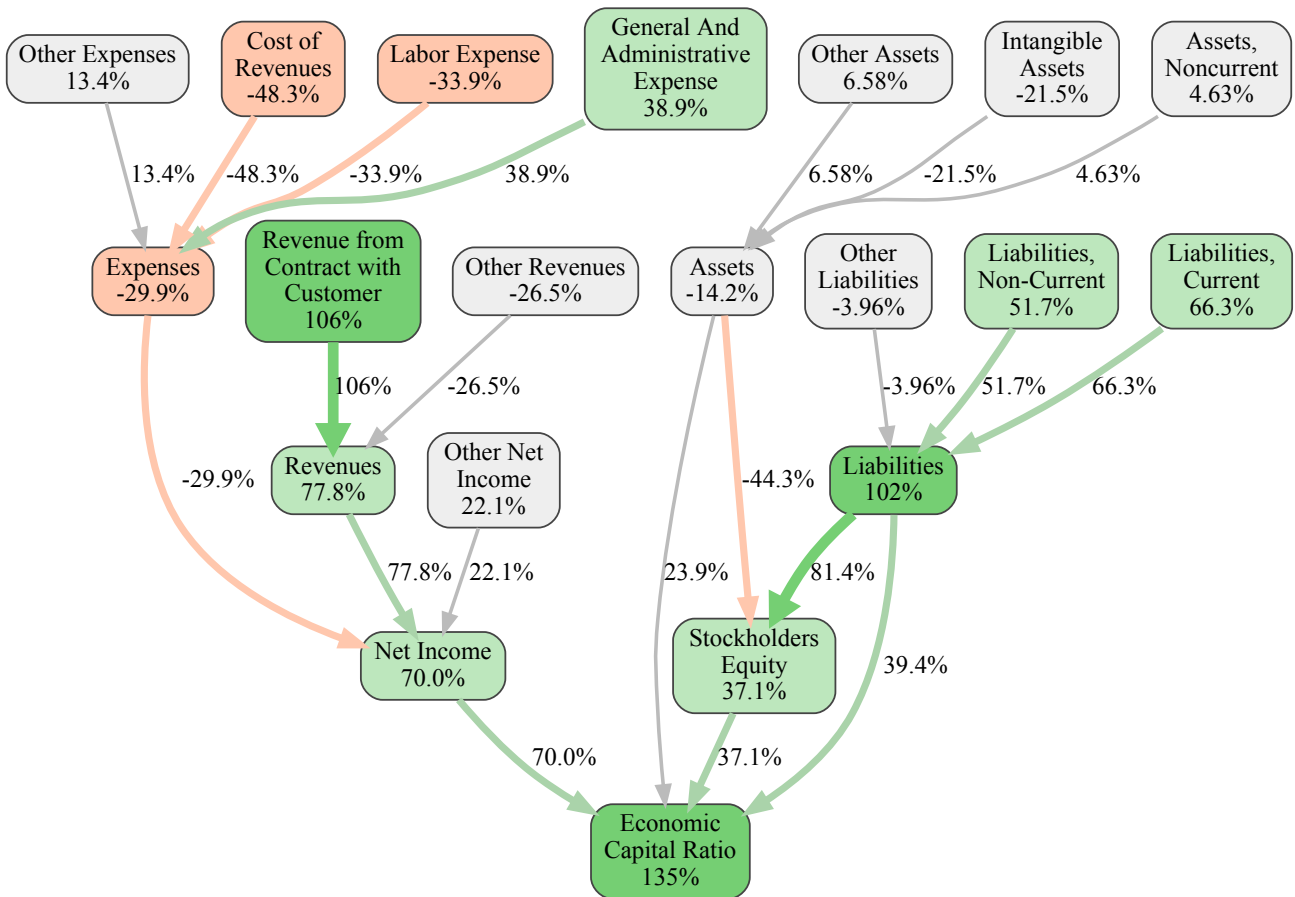 Other Expenses
13.4%
Cost of
Revenues
-48.3%
Labor Expense
-33.9%
General And
Administrative
Expense
38.9%
Other Assets
6.58%
Intangible
Assets
-21.5%
Assets,
Noncurrent
4.63%
13.4%
-48.3%
-33.9%
38.9%
6.58%
-21.5%
4.63%
Expenses
-29.9%
Revenue from
Contract with
Customer
106%
Other Revenues
-26.5%
Assets
-14.2%
Other
Liabilities
-3.96%
Liabilities,
Non-Current
51.7%
Liabilities,
Current
66.3%
106%
-26.5%
-3.96%
51.7%
66.3%
-29.9%
Revenues
77.8%
Other Net
Income
22.1%
-44.3%
Liabilities
102%
77.8%
22.1%
23.9%
81.4%
39.4%
Net Income
70.0%
Stockholders
Equity
37.1%
70.0%
37.1%
Economic
Capital Ratio
135%